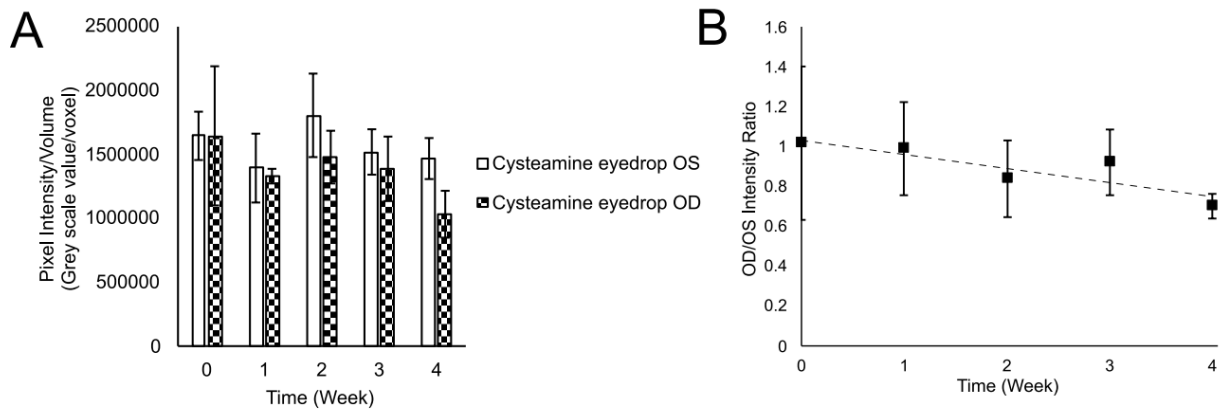 A
Pixel Intensity/Volume
(Grey scale value/voxel)
2500000
2000000
1500000
1000000
500000
0
0 1 2 3 4
Time (Week)
Cysteamine eyedrop OS
Cysteamine eyedrop OD
B
OD/OS Intensity Ratio
1.6
1.4
1.2
1
0.8
0.6
0.4
0.2
0
0 1 2 3 4
Time (Week)